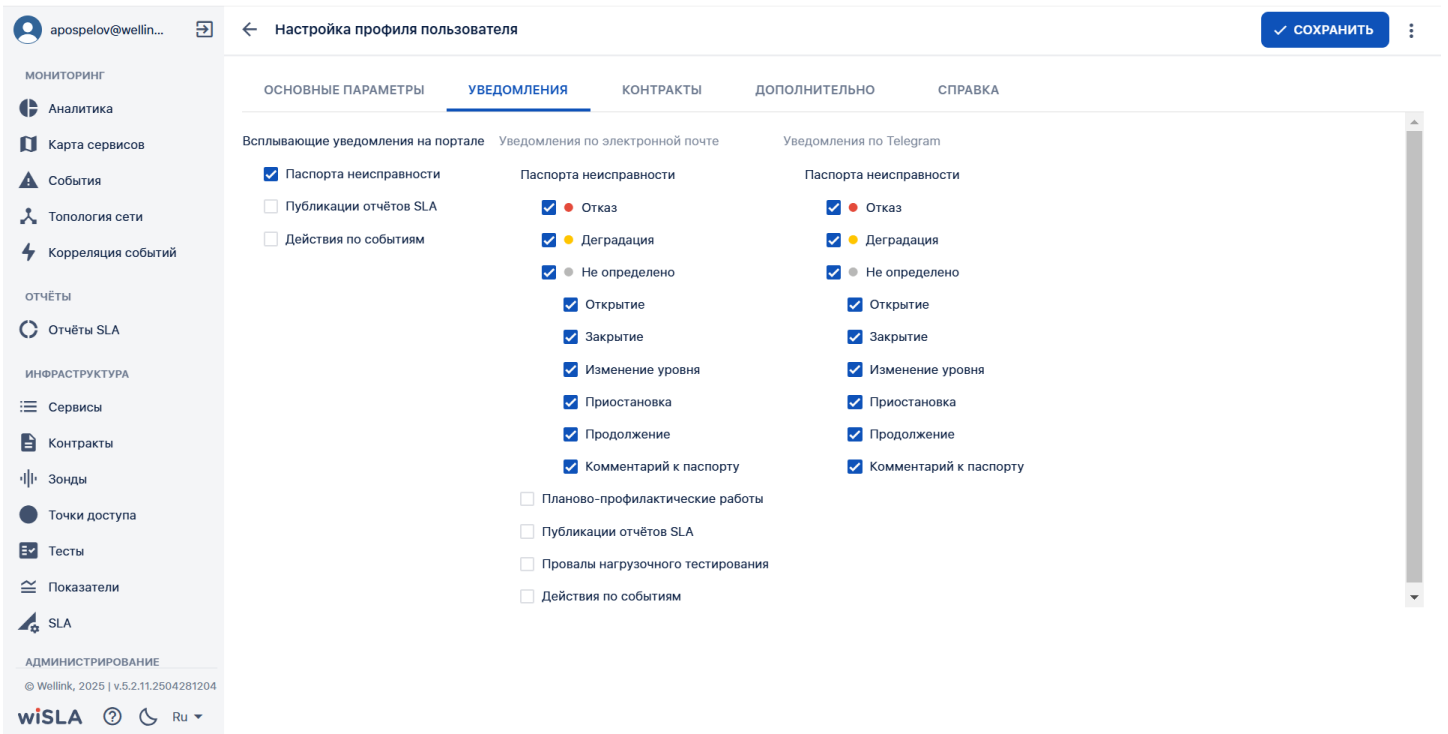 apospelov@wellin...
МОНИТОРИНГ
Аналитика
Карта сервисов
События
Топология сети
Корреляция событий
ОТЧЁТЫ
Отчёты SLA
ИНФРАСТРУКТУРА
Сервисы
Контракты
Зонды
Точки доступа
Тесты
Показатели
SLA
АДМИНИСТРИРОВАНИЕ
© Wellink, 2025 | v.5.2.11.2504281204
wiSLA Ru
Настройка профиля пользователя
СОХРАНИТЬ
ОСНОВНЫЕ ПАРАМЕТРЫ УВЕДОМЛЕНИЯ КОНТРАКТЫ ДОПОЛНИТЕЛЬНО СПРАВКА
Всплывающие уведомления на портале
Паспорта неисправности
Публикации отчётов SLA
Действия по событиям
Уведомления по электронной почте
Паспорта неисправности
Отказ
Деградация
Не определено
Открытие
Закрытие
Изменение уровня
Приостановка
Продолжение
Комментарий к паспорту
Планово-профилактические работы
Публикации отчётов SLA
Провалы нагрузочного тестирования
Действия по событиям
Уведомления по Telegram
Паспорта неисправности
Отказ
Деградация
Не определено
Открытие
Закрытие
Изменение уровня
Приостановка
Продолжение
Комментарий к паспорту